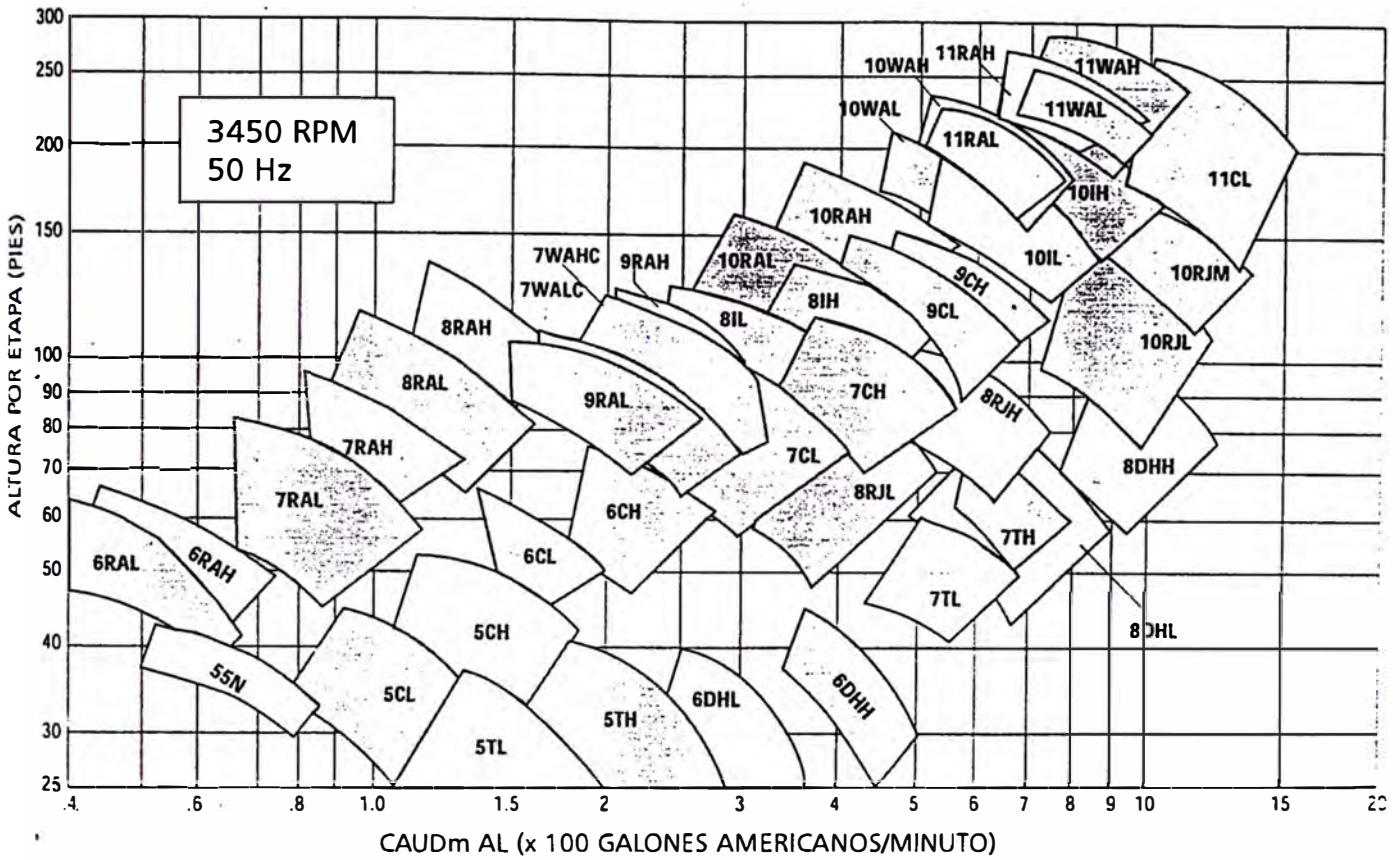 300
250
200
150
100
90
80
70
60
50
40
30
25
ALTURA POR ETAPA (PIES)
3450 RPM
50 Hz
11RAH
10WAH
11WAH
10WAL
11WAL
11RAL
10IH
11CL
10RAH
7WAHC
9RAH
10RAL
10IL
10RJM
7WALC
9CH
8IH
9CL
8RAH
8IL
10RJL
8RAL
9RAL
7CH
8RJH
7RAH
7CL
8DHH
7RAL
8RJL
6CH
7TH
6RAL
6RAH
6CL
7TL
5CH
8DHL
55N
5CL
6DHL
6DHH
5TH
5TL
.4 .6 .8 1.0 1.5 2 3 4 5 6 7 8 9 10 15
CAUDm AL (x 100 GALONES AMERICANOS/MINUTO)